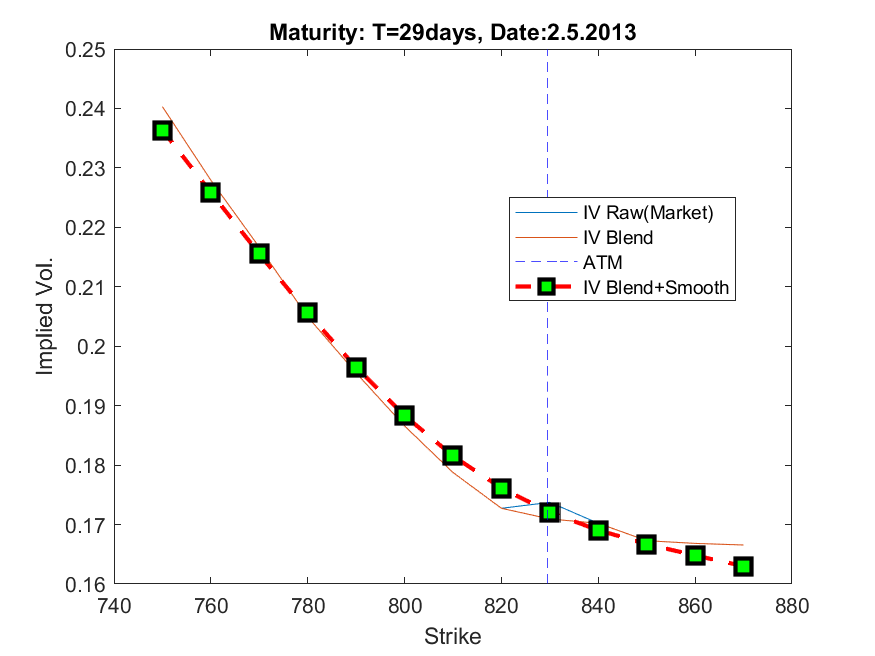 Maturity: T=29days, Date:2.5.2013
0.25
0.24
0.23
0.22
0.21
0.2
0.19
0.18
0.17
0.16
Implied Vol.
IV Raw(Market)
IV Blend
ATM
IV Blend+Smooth
740 760 780 800 820 840 860 880
Strike